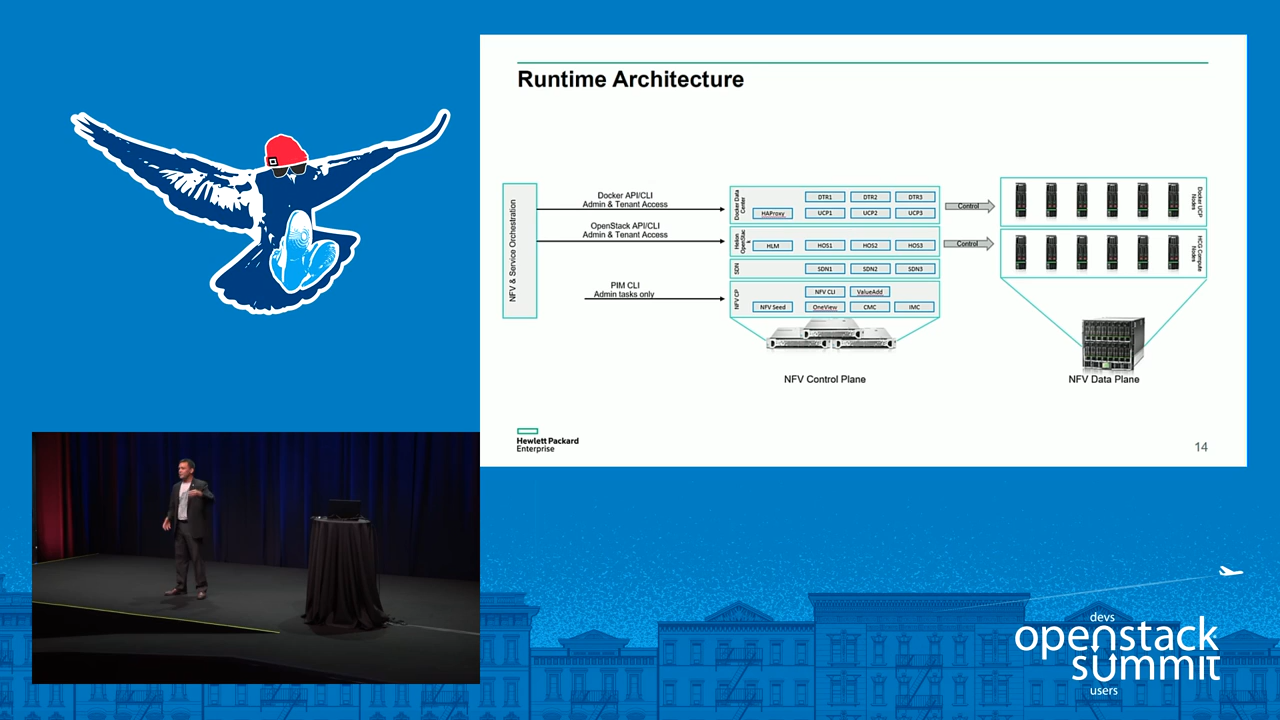 Runtime Architecture
NFV & Service Orchestration
Docker API/CLI
Admin & Tenant Access
OpenStack API/CLI
Admin & Tenant Access
PIM CLI
Admin tasks only
Docker Data
Center
HAProxy
DTR1
DTR2
DTR3
UCP1
UCP2
UCP3
Helion
OpenStac
k
HLM
HOS1
HOS2
HOS3
SDN
SDN1
SDN2
SDN3
NFV CP
NFV CLI
ValueAdd
NFV Seed
OneView
CMC
IMC
Control
Control
Docker UCP
Nodes
HCG Compute
Nodes
NFV Control Plane
NFV Data Plane
Hewlett Packard
Enterprise
14
devs
openstack
summit
users